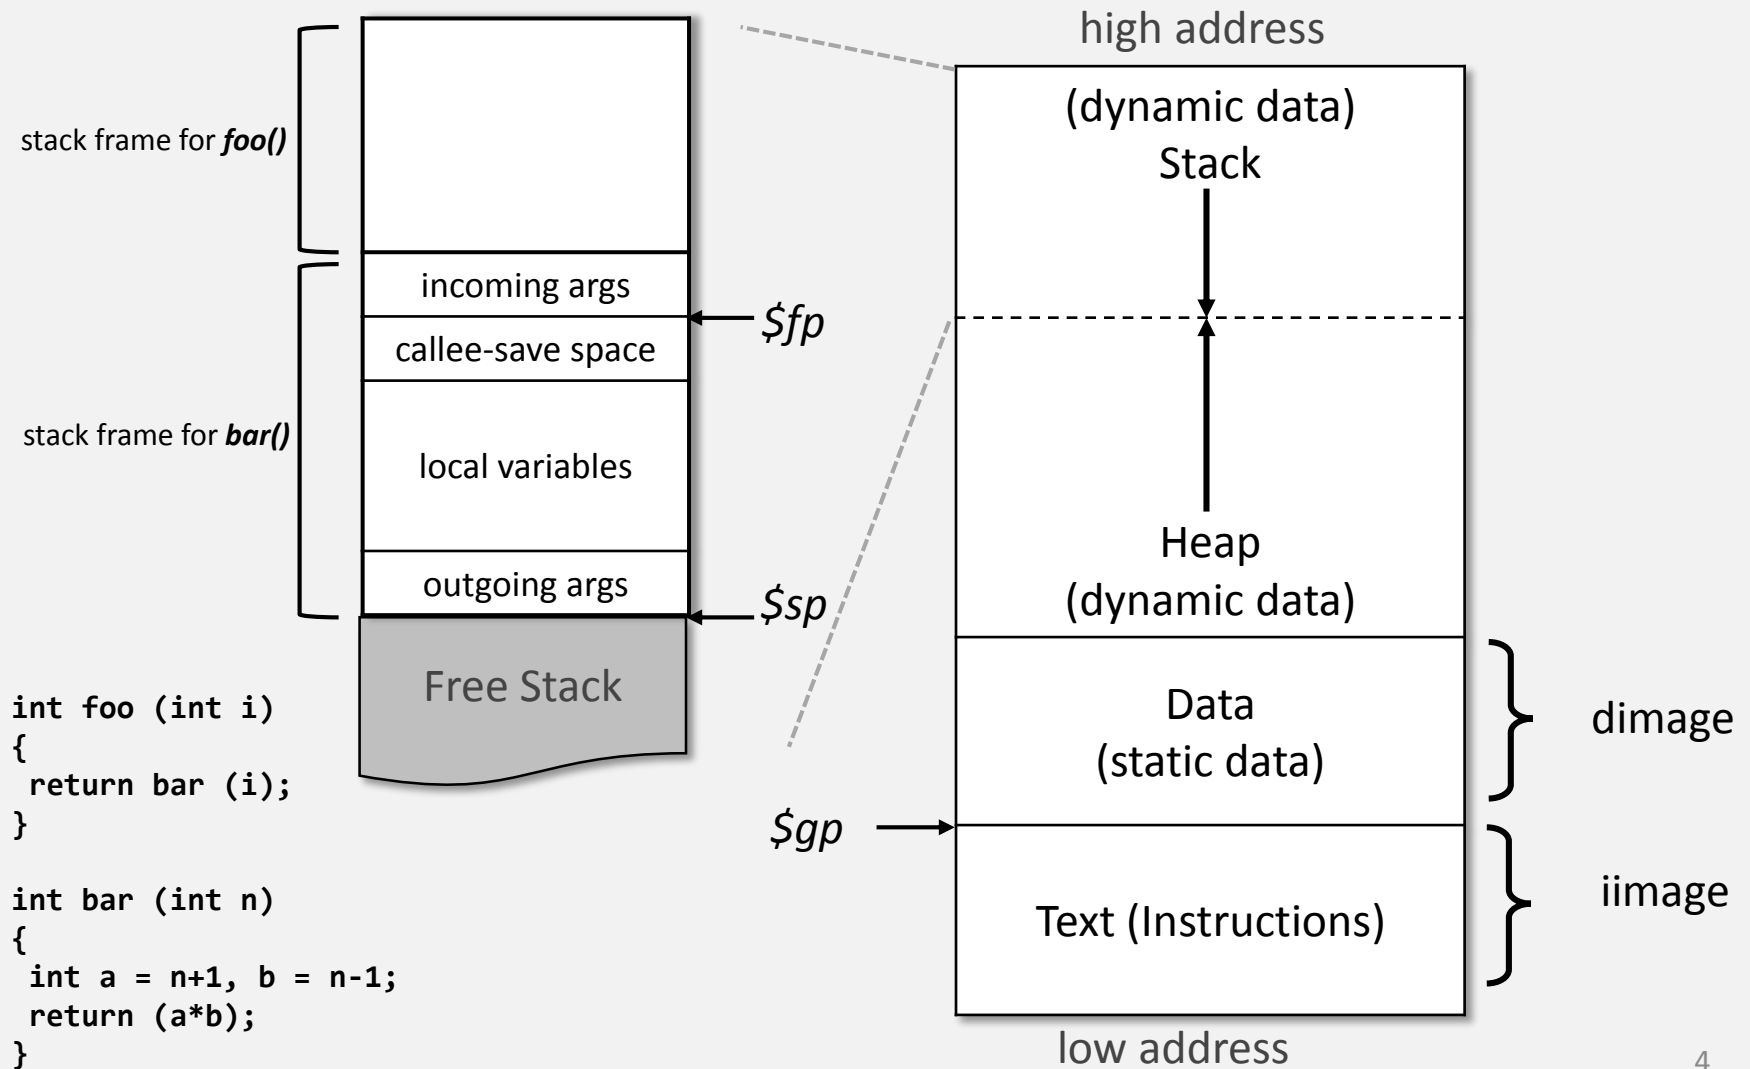 high address
(dynamic data)
Stack
stack frame for foo()
incoming args
$fp
callee-save space
stack frame for bar()
local variables
Heap
(dynamic data)
outgoing args
$sp
Free Stack
Data
(static data)
dimage
$gp
Text (Instructions)
iimage
low address
int foo (int i)
{
return bar (i);
}
int bar (int n)
{
int a = n+1, b = n-1;
return (a*b);
}
4